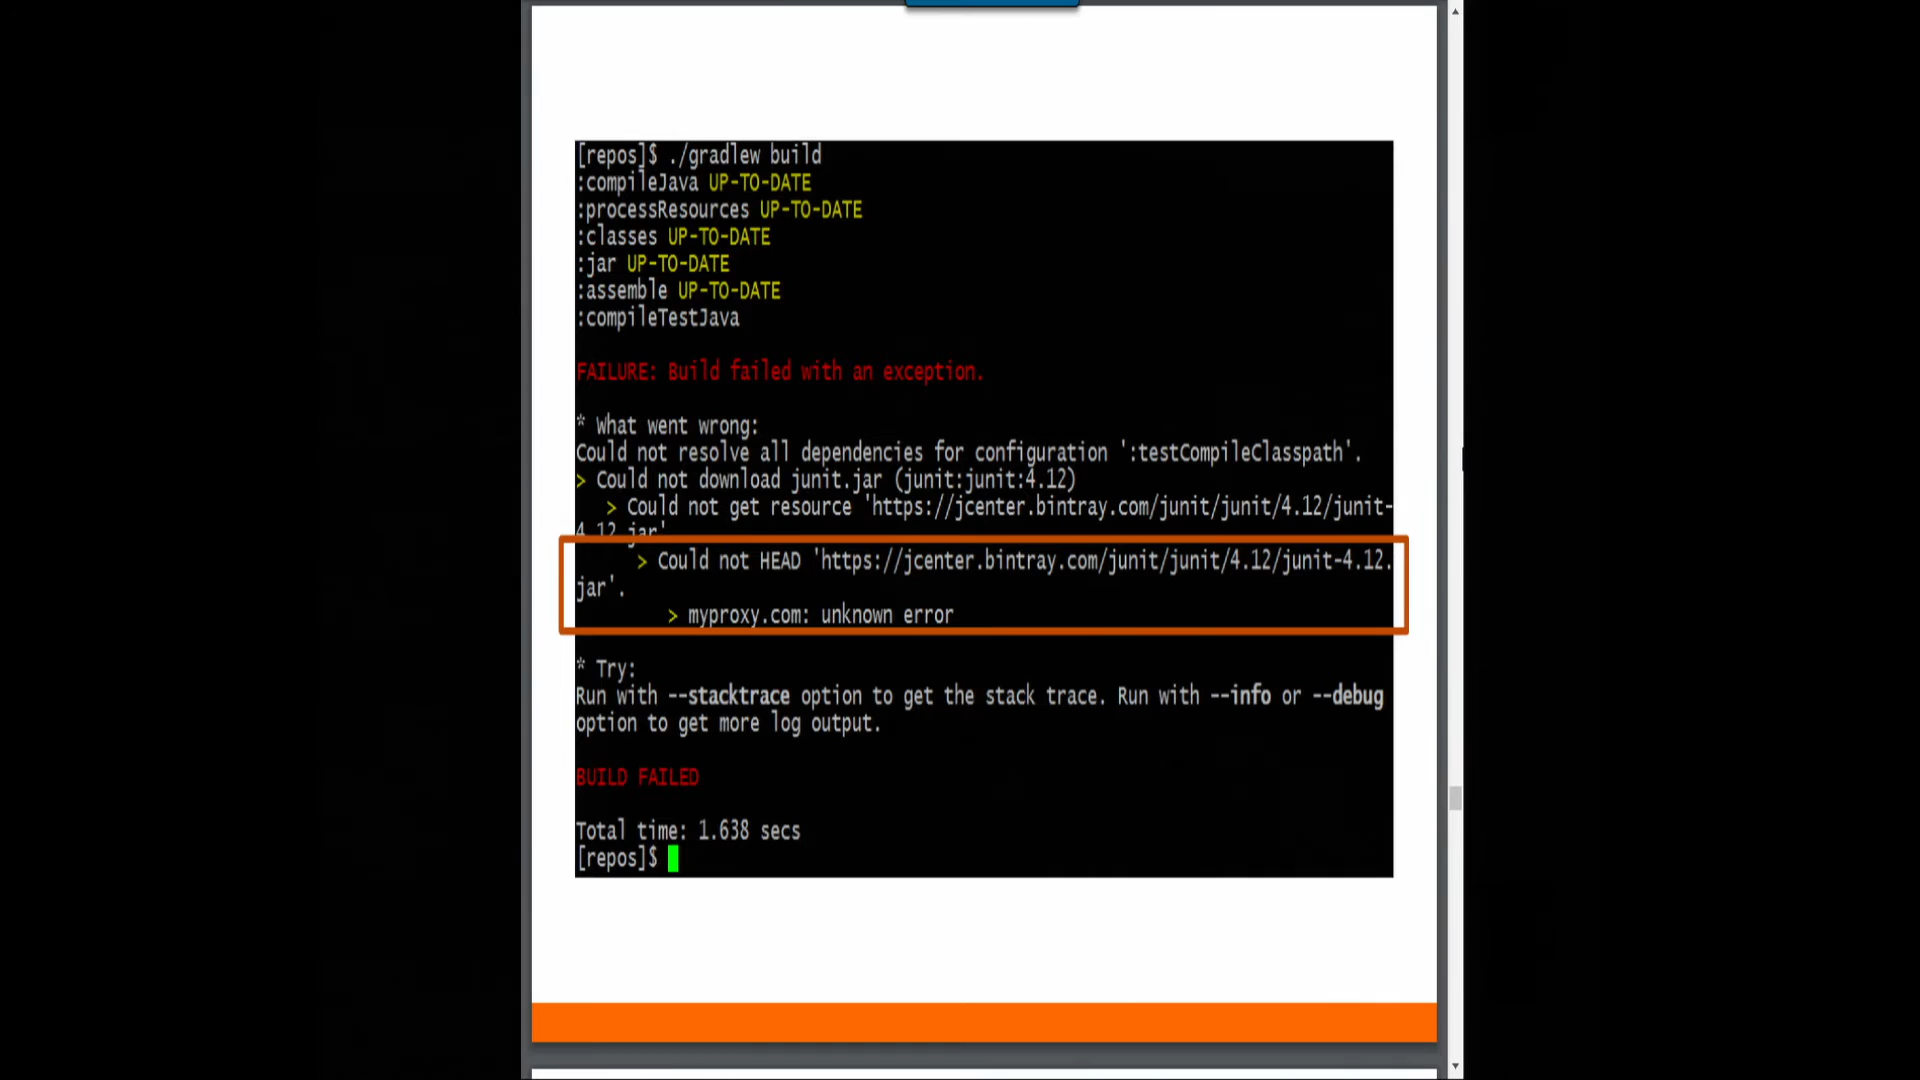 [repos]$ ./gradlew build
:compileJava UP-TO-DATE
:processResources UP-TO-DATE
:classes UP-TO-DATE
:jar UP-TO-DATE
:assemble UP-TO-DATE
:compileTestJava
FAILURE: Build failed with an exception.
* What went wrong:
Could not resolve all dependencies for configuration ':testCompileClasspath'.
> Could not download junit.jar (junit:junit:4.12)
> Could not get resource 'https://jcenter.bintray.com/junit/junit/4.12/junit-
4.12.jar'
> Could not HEAD 'https://jcenter.bintray.com/junit/junit/4.12/junit-4.12.
jar'.
> myproxy.com: unknown error
* Try:
Run with --stacktrace option to get the stack trace. Run with --info or --debug
option to get more log output.
BUILD FAILED
Total time: 1.638 secs
[repos]$